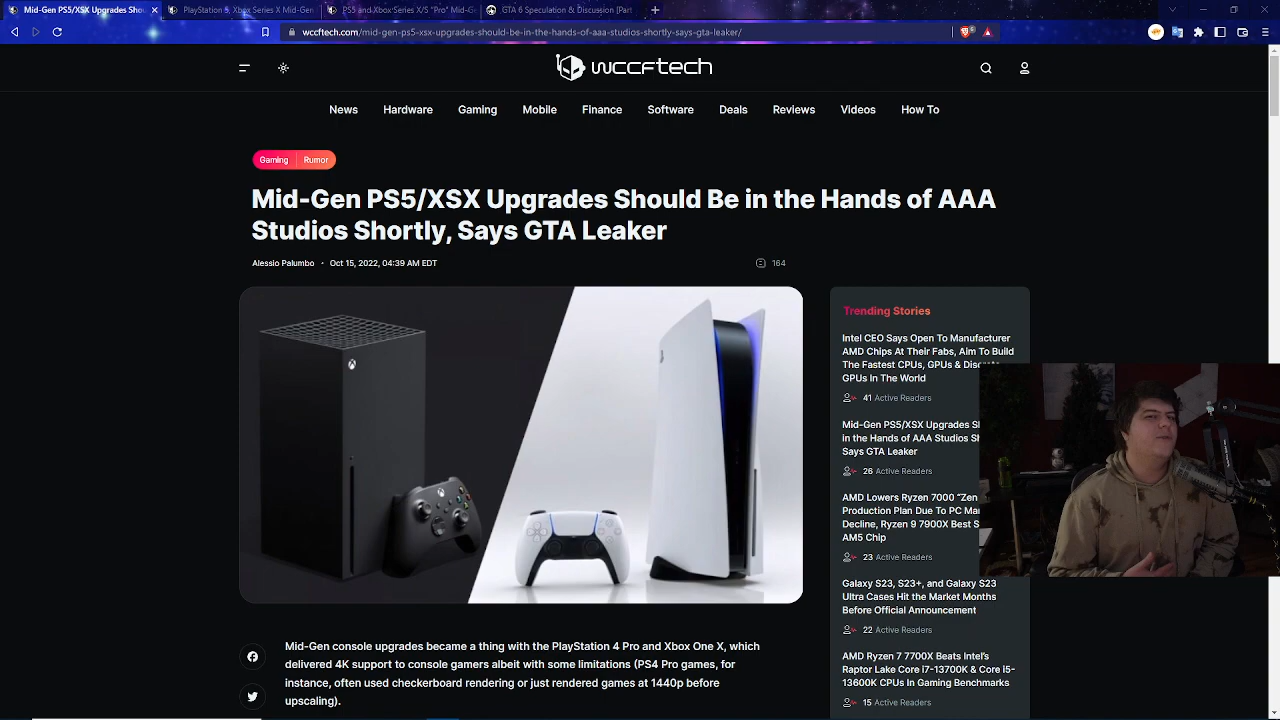 Mid-Gen PS5/XSX Upgrades Shou
PlayStation 5, Xbox Series X Mid-Gen
PS5 and Xbox Series X/S "Pro" Mid-G
GTA 6 Speculation & Discussion [Part
wccftech.com/mid-gen-ps5-xsx-upgrades-should-be-in-the-hands-of-aaa-studios-shortly-says-gta-leaker/
wccftech
News Hardware Gaming Mobile Finance Software Deals Reviews Videos How To
Gaming Rumor
Mid-Gen PS5/XSX Upgrades Should Be in the Hands of AAA
Studios Shortly, Says GTA Leaker
Alessio Palumbo • Oct 15, 2022, 04:39 AM EDT
164
Trending Stories
Intel CEO Says Open To Manufacturer
AMD Chips At Their Fabs, Aim To Build
The Fastest CPUs, GPUs & Discre
GPUs In The World
41 Active Readers
Mid-Gen PS5/XSX Upgrades Sh
in the Hands of AAA Studios Sh
Says GTA Leaker
26 Active Readers
AMD Lowers Ryzen 7000 "Zen
Production Plan Due To PC Mar
Decline, Ryzen 9 7900X Best S
AM5 Chip
23 Active Readers
Galaxy S23, S23+, and Galaxy S23
Ultra Cases Hit the Market Months
Before Official Announcement
22 Active Readers
AMD Ryzen 7 7700X Beats Intel's
Raptor Lake Core i7-13700K & Core i5-
13600K CPUs In Gaming Benchmarks
15 Active Readers
Mid-Gen console upgrades became a thing with the PlayStation 4 Pro and Xbox One X, which
delivered 4K support to console gamers albeit with some limitations (PS4 Pro games, for
instance, often used checkerboard rendering or just rendered games at 1440p before
upscaling).